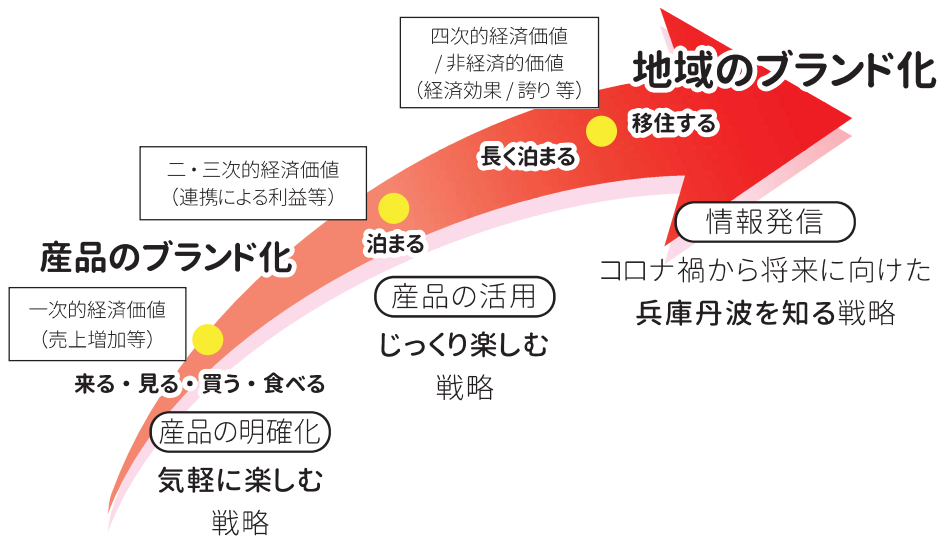 四次的経済価値
/ 非経済的価値
（経済効果 / 誇り 等）
地域のブランド化
移住する
長く泊まる
二・三次的経済価値
（連携による利益等）
泊まる
情報発信
コロナ禍から将来に向けた
兵庫丹波を知る戦略
産品のブランド化
産品の活用
じっくり楽しむ
戦略
一次的経済価値
（売上増加等）
来る・見る・買う・食べる
産品の明確化
気軽に楽しむ
戦略